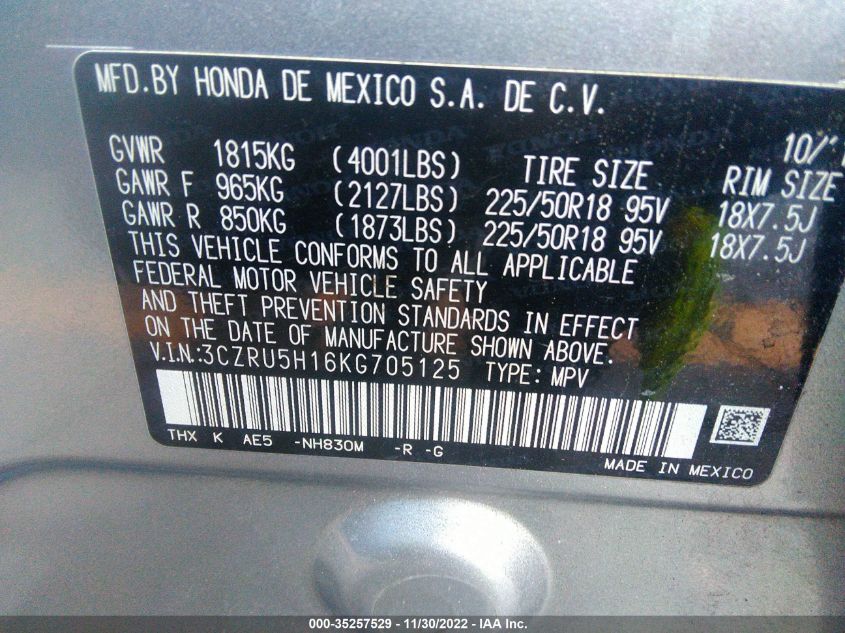 MFD.BY HONDA DE MEXICO S.A. DE C.V.
10/
GVWR 1815KG (4001LBS) TIRE SIZE RIM SIZE
GAWR F 965KG (2127LBS) 225/50R18 95V 18X7.5J
GAWR R 850KG (1873LBS) 225/50R18 95V 18X7.5J
THIS VEHICLE CONFORMS TO ALL APPLICABLE
FEDERAL MOTOR VEHICLE SAFETY
AND THEFT PREVENTION STANDARDS IN EFFECT
ON THE DATE OF MANUFACTURE SHOWN ABOVE.
V.I.N.:3CZRU5H16KG705125 TYPE: MPV
THX K AE5 -NH830M -R -G
MADE IN MEXICO
000-35257529 - 11/30/2022 - IAA Inc.